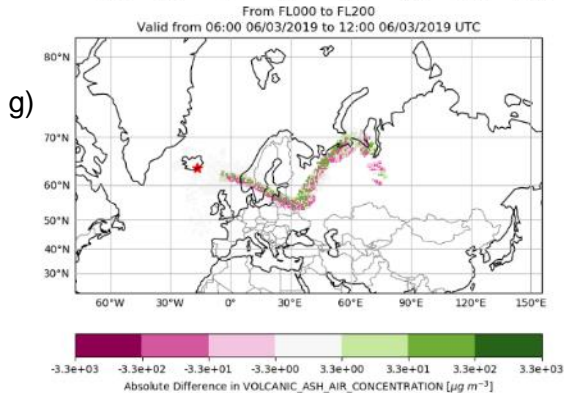 From FL000 to FL200
Valid from 06:00 06/03/2019 to 12:00 06/03/2019 UTC
g)
80°N
70°N
60°N
50°N
40°N
30°N
60°W 30°W 0° 30°E 60°E 90°E 120°E 150°E
-3.3e+03 -3.3e+02 -3.3e+01 -3.3e+00 3.3e+00 3.3e+01 3.3e+02 3.3e+03
Absolute Difference in VOLCANIC_ASH_AIR_CONCENTRATION [μg m⁻³]